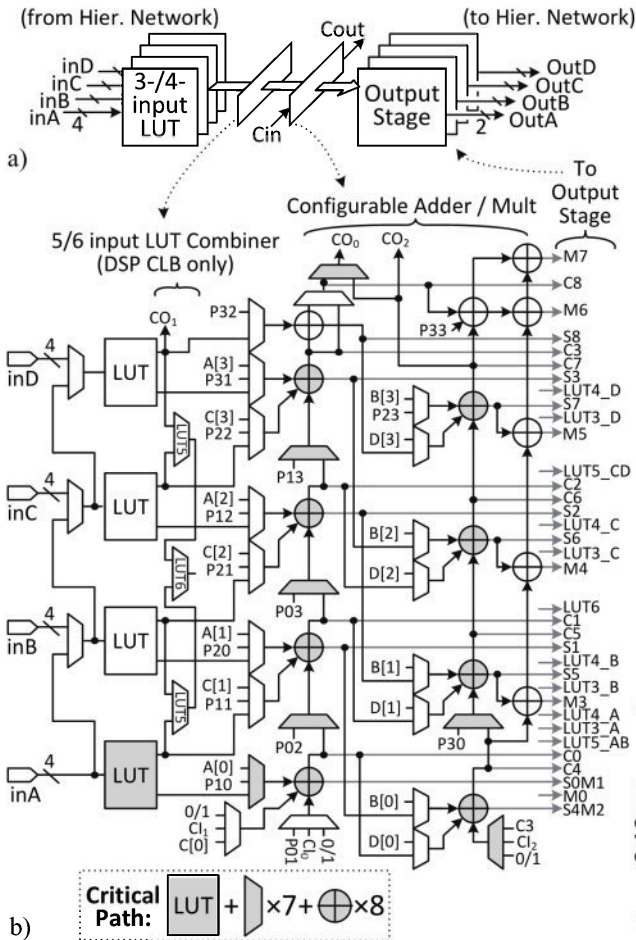 (from Hier. Network)
(to Hier. Network)
Cout
inD
inC
inB
inA
4
3-/4-
input
LUT
Cin
Output
Stage
OutD
OutC
OutB
OutA
2
a)
To
Output
Stage
Configurable Adder / Mult
5/6 input LUT Combiner
(DSP CLB only)
CO₀
CO₂
M7
C8
CO₁
P32
P33
M6
S8
C3
inD
4
LUT
A[3]
P31
C7
S3
B[3]
P23
LUT4_D
S7
C[3]
P22
LUT5
D[3]
LUT3_D
M5
P13
LUT5_CD
C2
inC
4
LUT
A[2]
P12
C6
S2
B[2]
LUT4_C
S6
C[2]
P21
LUT6
D[2]
LUT3_C
M4
P03
LUT6
C1
inB
4
LUT
A[1]
P20
C5
S1
B[1]
LUT4_B
S5
C[1]
P11
LUT5
D[1]
LUT3_B
M3
LUT4_A
P02
P30
LUT3_A
LUT5_AB
C0
inA
4
LUT
A[0]
P10
C4
S0M1
B[0]
M0
S4M2
0/1
CI₁
C[0]
P01
CI₀
0/1
D[0]
C3
CI₂
0/1
Critical
Path:
LUT + ×7+ ×8
b)